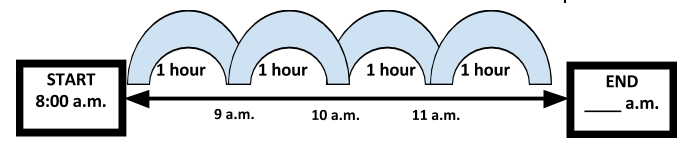 1 hour
1 hour
1 hour
1 hour
START
8:00 a.m.
9 a.m.
10 a.m.
11 a.m.
END
____ a.m.